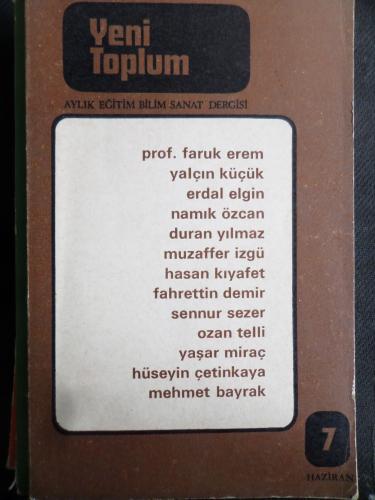 Yeni
Toplum
AYLIK EĞİTİM BİLİM SANAT DERGİSİ
prof. faruk erem
yalçın küçük
erdal elgin
namık özcan
duran yılmaz
muzaffer izgü
hasan kıyafet
fahrettin demir
sennur sezer
ozan telli
yaşar miraç
hüseyin çetinkaya
mehmet bayrak
7
HAZİRAN